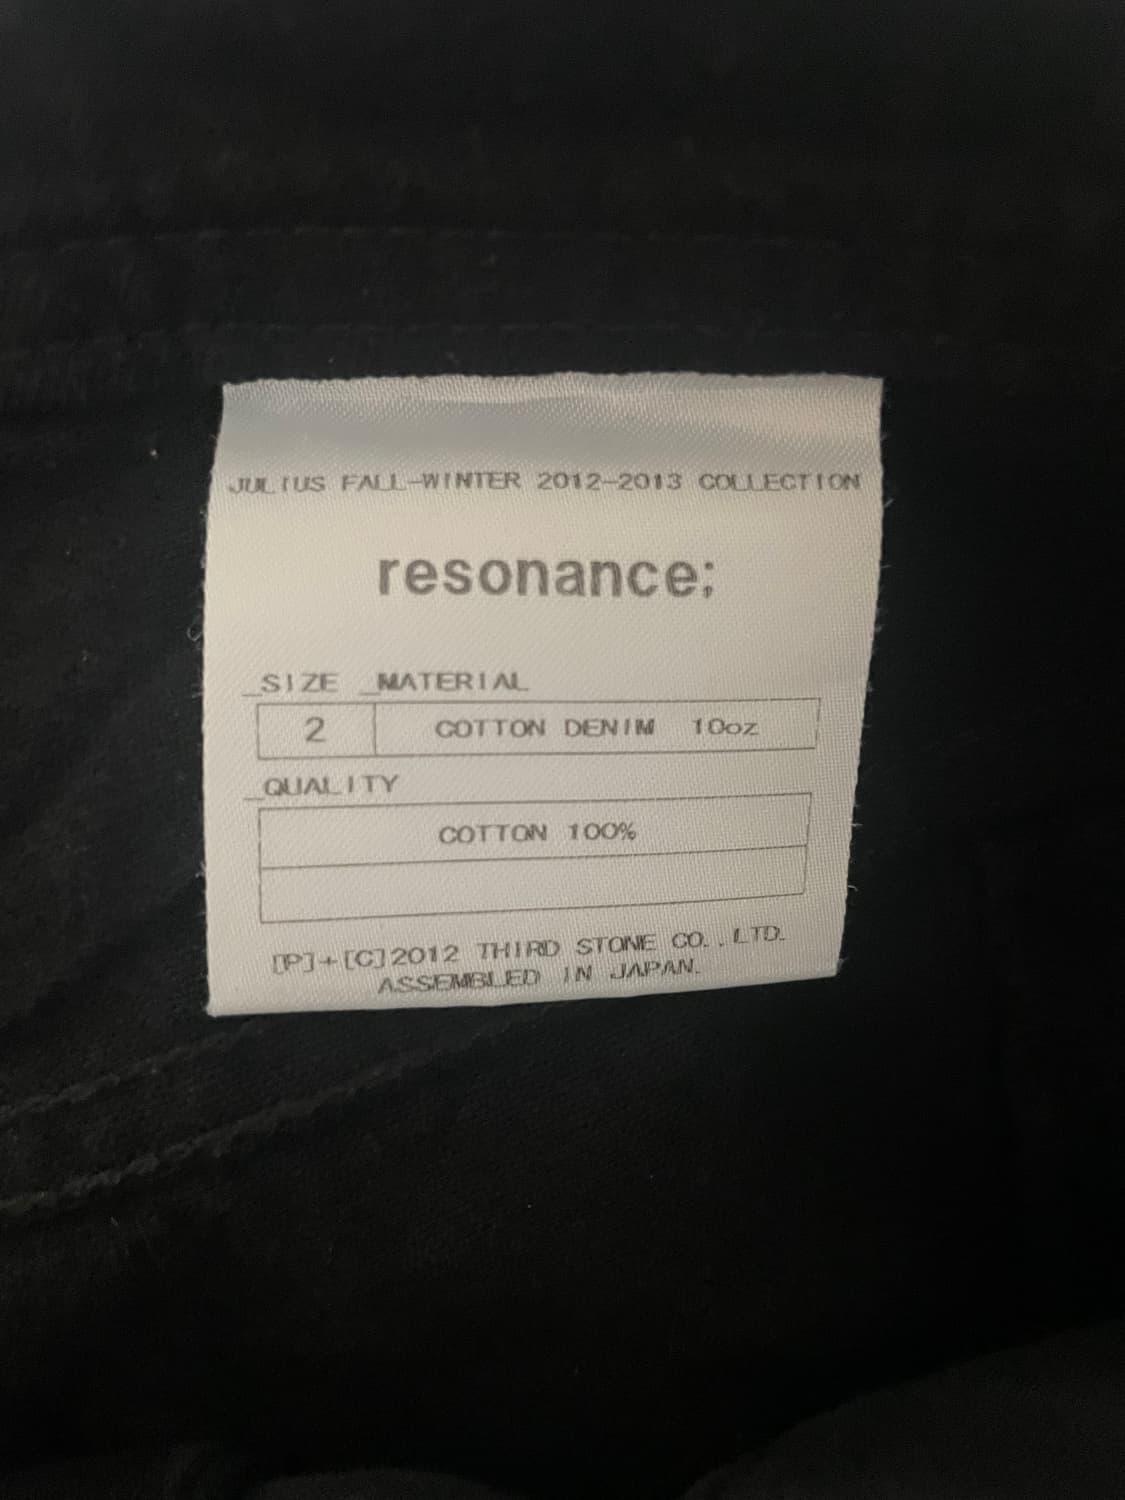 JULIUS FALL-WINTER 2012-2013 COLLECTION
resonance;
_SIZE _MATERIAL
2 COTTON DENIM 10oz
_QUALITY
COTTON 100%
[P]+[C]2012 THIRD STONE CO.,LTD.
ASSEMBLED IN JAPAN.